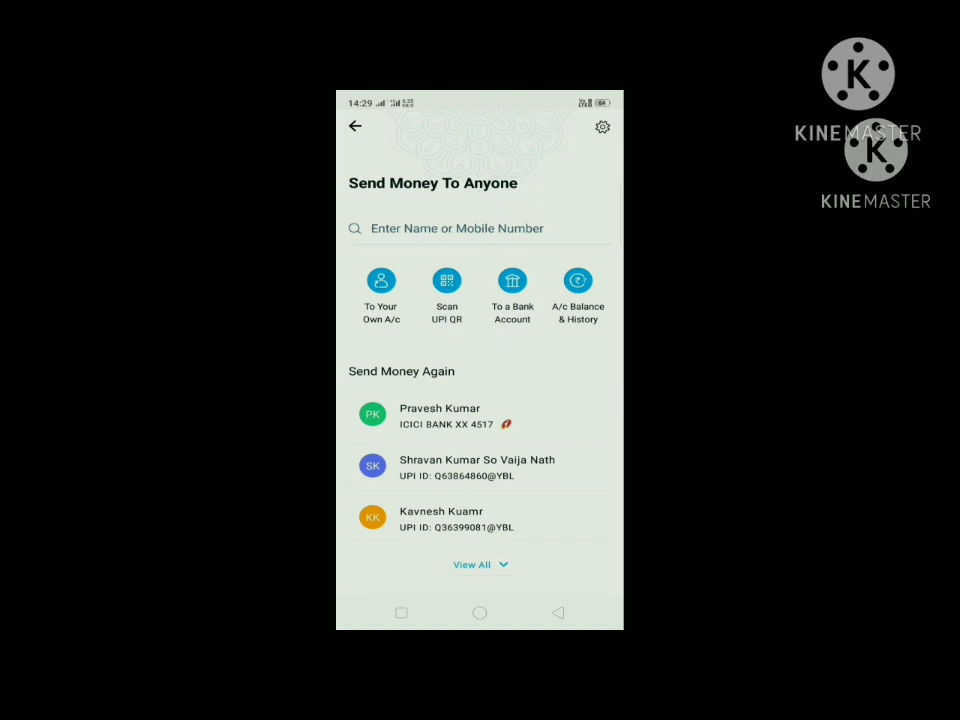 KINEMASTER
KINEMASTER
14:29
Send Money To Anyone
Enter Name or Mobile Number
To Your
Own A/c
Scan
UPI QR
To a Bank
Account
A/c Balance
& History
Send Money Again
PK
Pravesh Kumar
ICICI BANK XX 4517
SK
Shravan Kumar So Vaija Nath
UPI ID: Q63864860@YBL
KK
Kavnesh Kuamr
UPI ID: Q36399081@YBL
View All